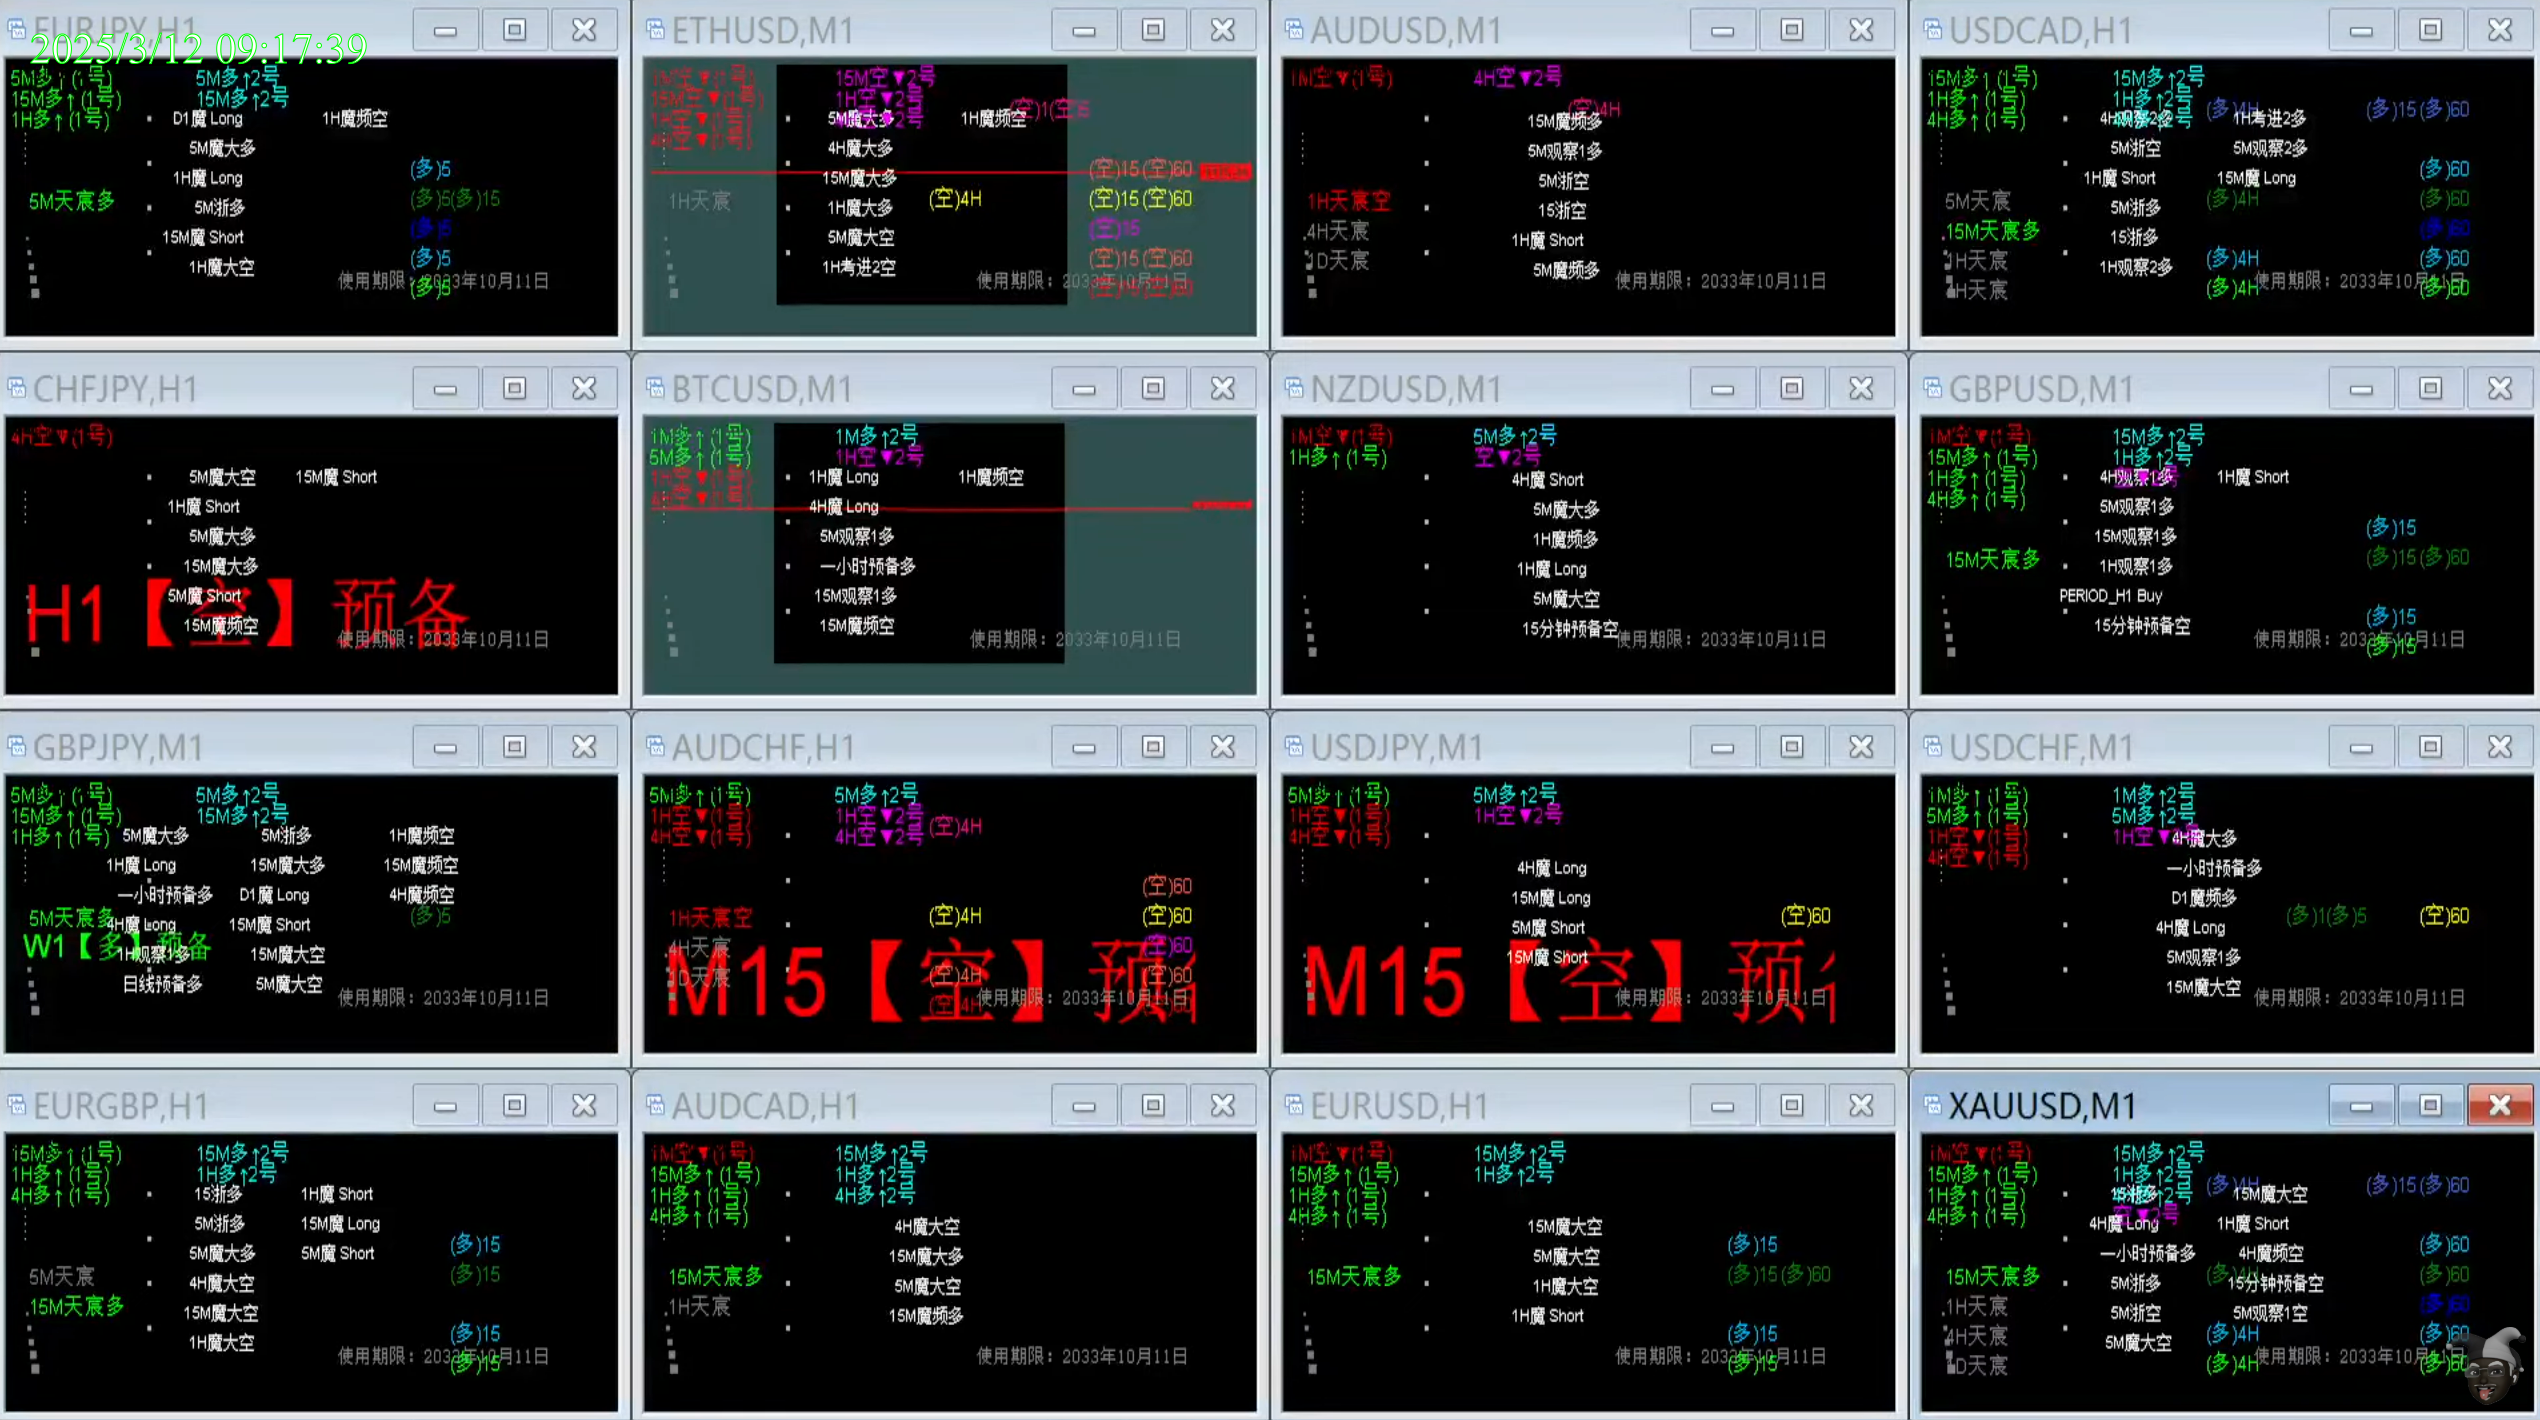 EURJPY,H1
2025/3/12 09:17:39
5M多↑(1号) 5M多↑2号
15M多↑(1号) 15M多↑2号
1H多↑(1号) D1魔 Long 1H魔频空
5M魔大多
1H魔 Long (多)5
5M天宸多 5M浙多 (多)5(多)15
15M魔 Short (多)5
1H魔大空 (多)5
使用期限：2033年10月11日
(多)5
ETHUSD,M1
1M空▼(1号) 15M空▼2号
15M空▼(1号) 1H空▼2号
1H空▼(1号) 5M魔大多 1H魔频空
4H空▼(1号) 4H魔大多
15M魔大多 (空)15(空)60
1H天宸 1H魔大多 (空)4H (空)15(空)60
5M魔大空 (空)15
1H考进2空 (空)15(空)60
使用期限：2033年10月11日
AUDUSD,M1
1M空▼(1号) 4H空▼2号
(空)4H
15M魔频多
5M观察1多
5M浙空
1H天宸空 15浙空
4H天宸 1H魔 Short
1D天宸 5M魔频多
使用期限：2033年10月11日
USDCAD,H1
15M多↑(1号) 15M多↑2号
1H多↑(1号) 1H多↑2号 (多)4H (多)15(多)60
4H多↑(1号) 4H观察2多 1H考进2多
5M浙空 5M观察2多
1H魔 Short 15M魔 Long (多)60
5M天宸 5M浙多 (多)4H (多)60
15M天宸多 15浙多 (多)60
1H天宸 1H观察2多 (多)4H (多)60
4H天宸 (多)4H 使用期限：2033年10月11日 (多)60
CHFJPY,H1
4H空▼(1号)
5M魔大空 15M魔 Short
1H魔 Short
5M魔大多
15M魔大多
5M魔 Short
H1【空】预备
15M魔频空
使用期限：2033年10月11日
BTCUSD,M1
1M多↑(1号) 1M多↑2号
5M多↑(1号) 1H空▼2号
1H空▼(1号) 1H魔 Long 1H魔频空
4H空▼(1号) 4H魔 Long
5M观察1多
一小时预备多
15M观察1多
15M魔频空
使用期限：2033年10月11日
NZDUSD,M1
1M空▼(1号) 5M多↑2号
1H多↑(1号) 空▼2号
4H魔 Short
5M魔大多
1H魔频多
1H魔 Long
5M魔大空
15分钟预备空
使用期限：2033年10月11日
GBPUSD,M1
1M空▼(1号) 15M多↑2号
15M多↑(1号) 1H多↑2号
1H多↑(1号) 4H观察1多 1H魔 Short
4H多↑(1号) 5M观察1多
15M观察1多 (多)15
15M天宸多 1H观察1多 (多)15(多)60
PERIOD_H1 Buy
15分钟预备空 (多)15
使用期限：2033年10月11日
(多)15
GBPJPY,M1
5M多↑(1号) 5M多↑2号
15M多↑(1号) 15M多↑2号
1H多↑(1号) 5M魔大多 5M浙多 1H魔频空
1H魔 Long 15M魔大多 15M魔频空
一小时预备多 D1魔 Long 4H魔频空
5M天宸多 4H魔 Long 15M魔 Short (多)5
W1【多】预备 1H观察1多 15M魔大空
日线预备多 5M魔大空
使用期限：2033年10月11日
AUDCHF,H1
5M多↑(1号) 5M多↑2号
1H空▼(1号) 1H空▼2号 (空)4H
4H空▼(1号) 4H空▼2号
(空)60
1H天宸空 (空)4H (空)60
4H天宸 (空)60
1D天宸 (空)4H (空)60
M15【空】预
(空)4H 使用期限：2033年10月11日
USDJPY,M1
5M多↑(1号) 5M多↑2号
1H空▼(1号) 1H空▼2号
4H空▼(1号)
4H魔 Long
15M魔 Long
5M魔 Short (空)60
15M魔 Short
M15【空】预
使用期限：2033年10月11日
USDCHF,M1
1M多↑(1号) 1M多↑2号
5M多↑(1号) 5M多↑2号
1H空▼(1号) 1H空▼2号 4H魔大多
4H空▼(1号) 一小时预备多
D1魔频多
4H魔 Long (多)1(多)5 (空)60
5M观察1多
15M魔大空
使用期限：2033年10月11日
EURGBP,H1
15M多↑(1号) 15M多↑2号
1H多↑(1号) 1H多↑2号
4H多↑(1号) 15浙多 1H魔 Short
5M浙多 15M魔 Long
5M魔大多 5M魔 Short (多)15
5M天宸 4H魔大空 (多)15
15M天宸多 15M魔大空
1H魔大空 (多)15
使用期限：2033年10月11日
(多)15
AUDCAD,H1
1M空▼(1号) 15M多↑2号
15M多↑(1号) 1H多↑2号
1H多↑(1号) 4H多↑2号
4H多↑(1号) 4H魔大空
15M魔大多
15M天宸多 5M魔大空
1H天宸 15M魔频多
使用期限：2033年10月11日
EURUSD,H1
1M空▼(1号) 15M多↑2号
15M多↑(1号) 1H多↑2号
1H多↑(1号)
4H多↑(1号) 15M魔大空
5M魔大空 (多)15
15M天宸多 1H魔大空 (多)15(多)60
1H魔 Short
(多)15
使用期限：2033年10月11日
(多)15
XAUUSD,M1
1M空▼(1号) 15M多↑2号
15M多↑(1号) 1H多↑2号 (多)4H (多)15(多)60
1H多↑(1号) 15浙多 15M魔大空
4H多↑(1号) 空▼2号
4H魔 Long 1H魔 Short
一小时预备多 4H魔频空 (多)60
15M天宸多 5M浙多 15分钟预备空 (多)60
1H天宸 5M浙空 5M观察1空 (多)60
4H天宸 5M魔大空 (多)4H (多)60
1D天宸 (多)4H 使用期限：2033年10月11日 (多)60